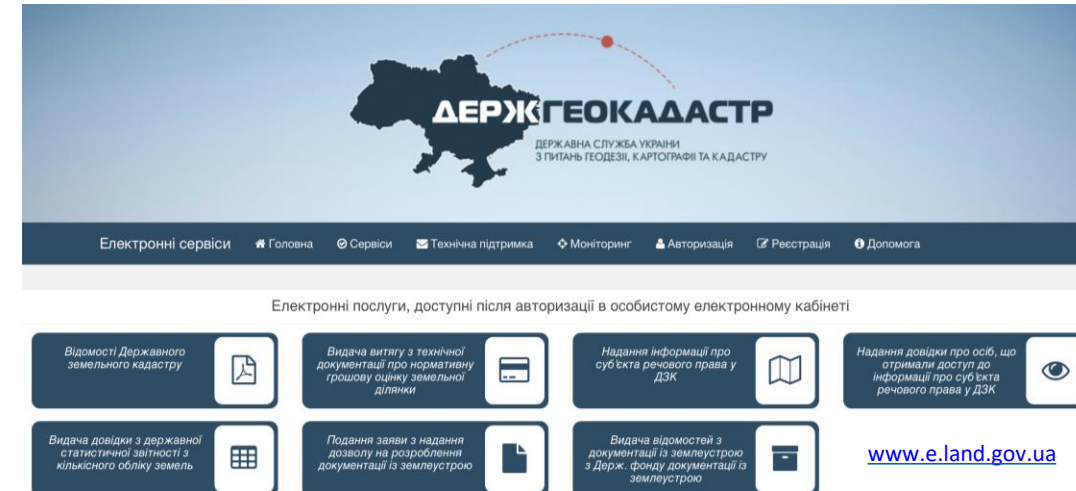 ДЕРЖГЕОКАДАСТР
ДЕРЖАВНА СЛУЖБА УКРАЇНИ
З ПИТАНЬ ГЕОДЕЗІЇ, КАРТОГРАФІЇ ТА КАДАСТРУ
Електронні сервіси Головна Сервіси Технічна підтримка Моніторинг Авторизація Реєстрація Допомога
Електронні послуги, доступні після авторизації в особистому електронному кабінеті
Відомості Державного
земельного кадастру
Видача витягу з технічної
документації про нормативну
грошову оцінку земельної
ділянки
Надання інформації про
суб'єкта речового права у
ДЗК
Надання довідки про осіб, що
отримали доступ до
інформації про суб'єкта
речового права у ДЗК
Видача довідки з державної
статистичної звітності з
кількісного обліку земель
Подання заяви з надання
дозволу на розроблення
документації із землеустрою
Видача відомостей з
документації із землеустрою
з Держ. фонду документації із
землеустрою
www.e.land.gov.ua